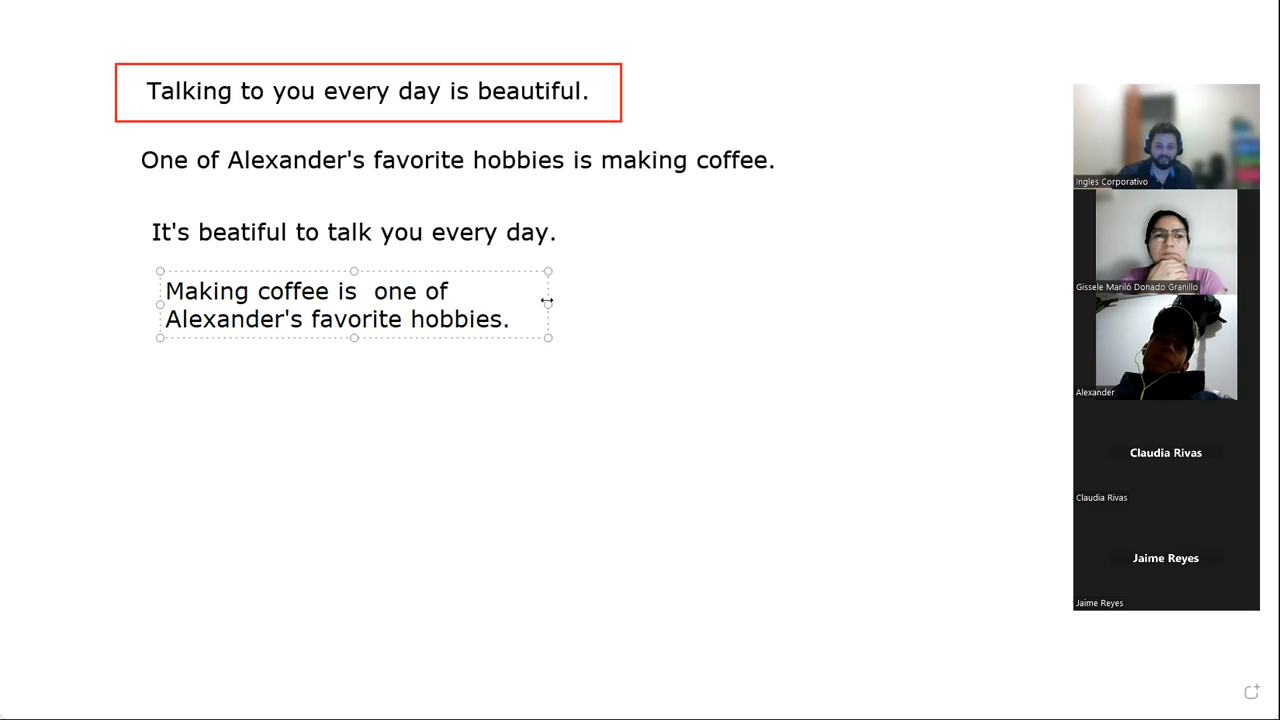 Talking to you every day is beautiful.
One of Alexander's favorite hobbies is making coffee.
It's beatiful to talk you every day.
Making coffee is  one of
Alexander's favorite hobbies.
Ingles Corporativo
Gissele Mariló Donado Granillo
Alexander
Claudia Rivas
Claudia Rivas
Jaime Reyes
Jaime Reyes